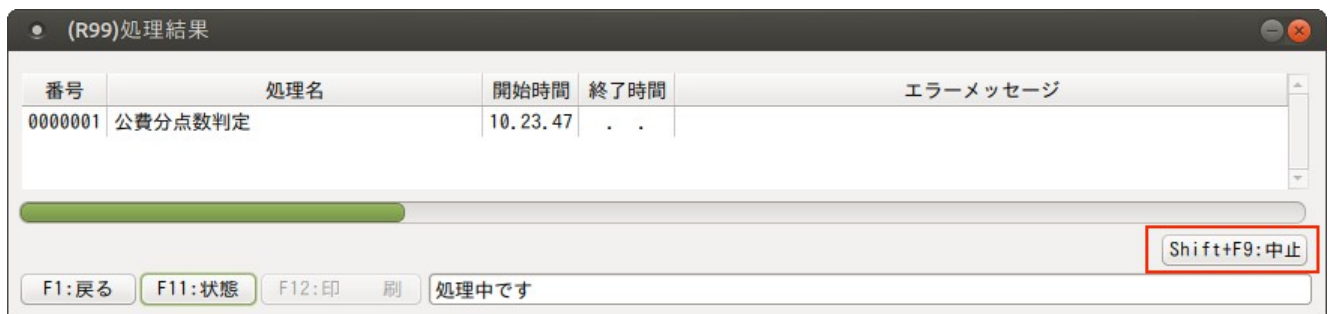 (R99)処理結果
番号 処理名 開始時間 終了時間 エラーメッセージ
0000001 公費分点数判定 10.23.47 . .
Shift+F9:中止
F1:戻る F11:状態 F12:印 刷 処理中です